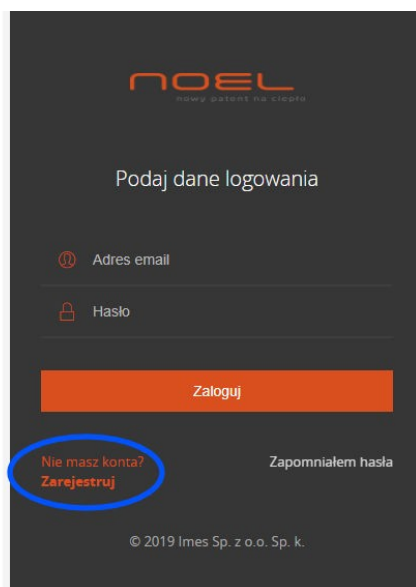 NOEL
nowy patent na ciepło
Podaj dane logowania
Adres email
Hasło
Zaloguj
Nie masz konta?
Zarejestruj
Zapomniałem hasła
© 2019 Imes Sp. z o.o. Sp. k.